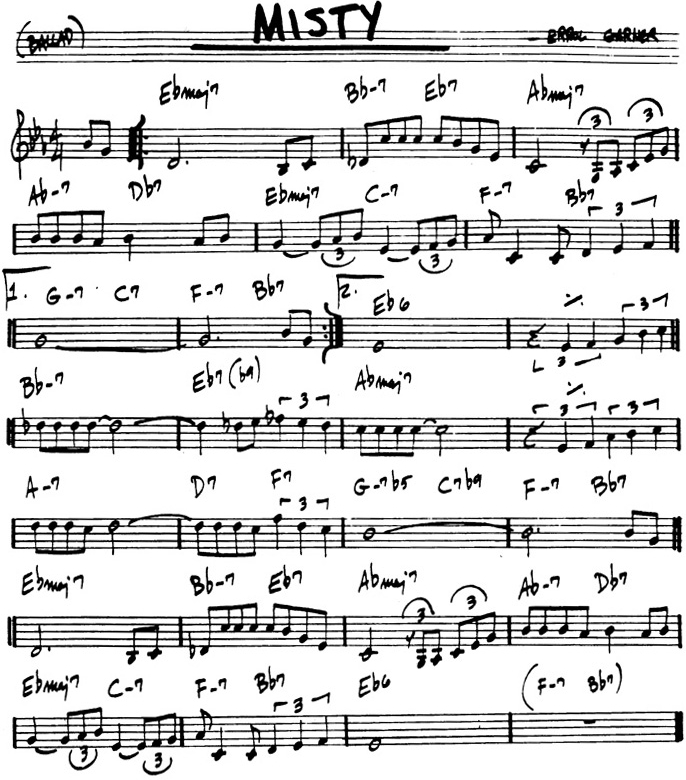 MISTY
(BALLAD) – ERROL GARNER
Ebmaj7 Bb-7 Eb7 Abmaj7
4 4 3 3
Ab-7 Db7 Ebmaj7 C-7 F-7 Bb7
3 3 3
1. G-7 C7 F-7 Bb7 2. Eb6
3 3
Bb-7 Eb7(b9) Abmaj7
3 3 3
A-7 D7 F7 G-7b5 C7b9 F-7 Bb7
3
Ebmaj7 Bb-7 Eb7 Abmaj7 Ab-7 Db7
3 3
Ebmaj7 C-7 F-7 Bb7 Eb6 (F-7 Bb7)
3 3 3